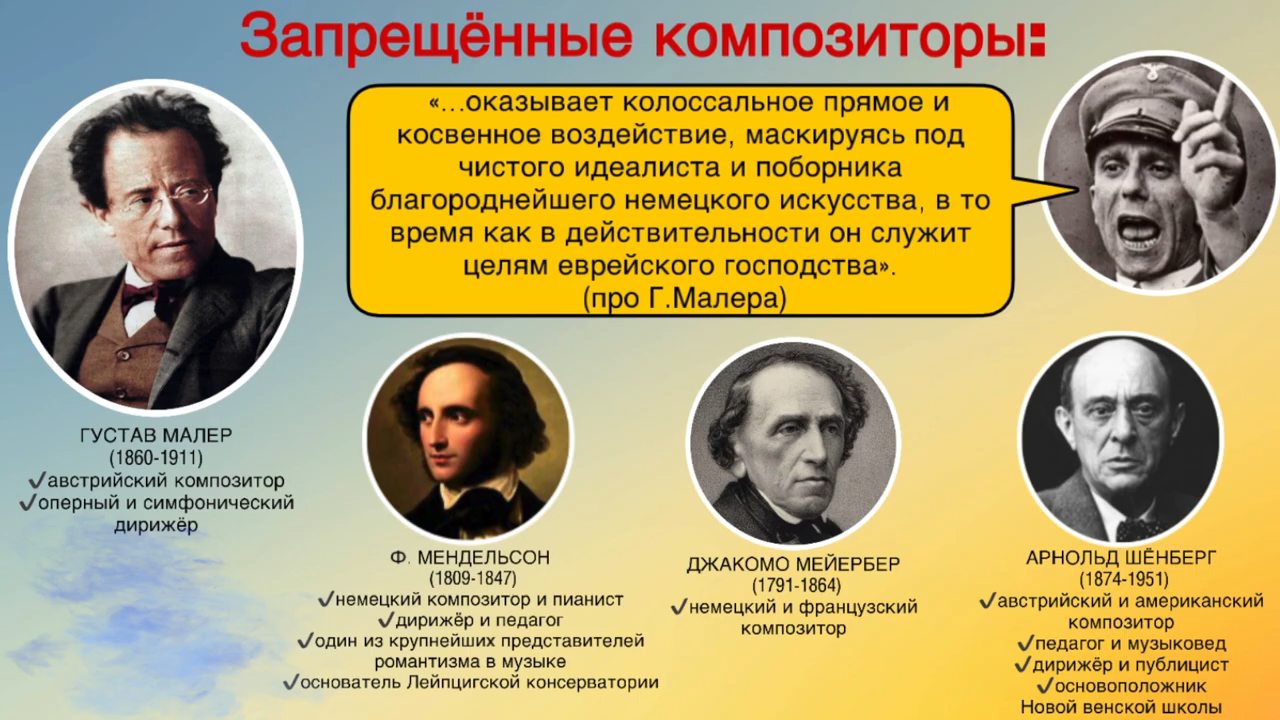 Запрещённые композиторы:
«...оказывает колоссальное прямое и
косвенное воздействие, маскируясь под
чистого идеалиста и поборника
благороднейшего немецкого искусства, в то
время как в действительности он служит
целям еврейского господства».
(про Г.Малера)
ГУСТАВ МАЛЕР
(1860-1911)
✓австрийский композитор
✓оперный и симфонический
дирижёр
Ф. МЕНДЕЛЬСОН
(1809-1847)
✓немецкий композитор и пианист
✓дирижёр и педагог
✓один из крупнейших представителей
романтизма в музыке
✓основатель Лейпцигской консерватории
ДЖАКОМО МЕЙЕРБЕР
(1791-1864)
✓немецкий и французский
композитор
АРНОЛЬД ШЁНБЕРГ
(1874-1951)
✓австрийский и американский
композитор
✓педагог и музыковед
✓дирижёр и публицист
✓основоположник
Новой венской школы